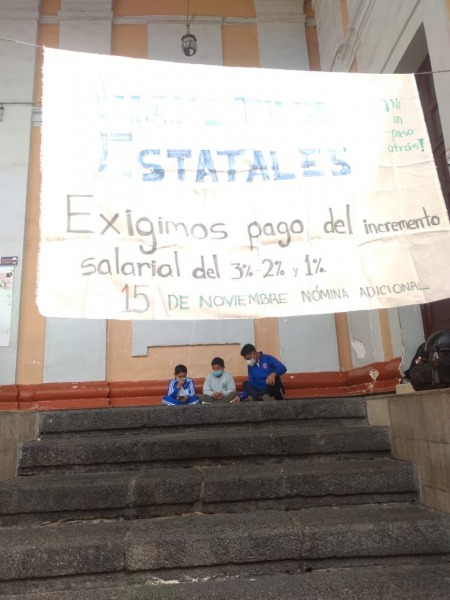 ESTATALES
¡Ni
un
paso
atrás!
Exigimos pago del incremento
salarial del 3%-2% y 1%.
15 DE NOVIEMBRE NÓMINA ADICIONAL